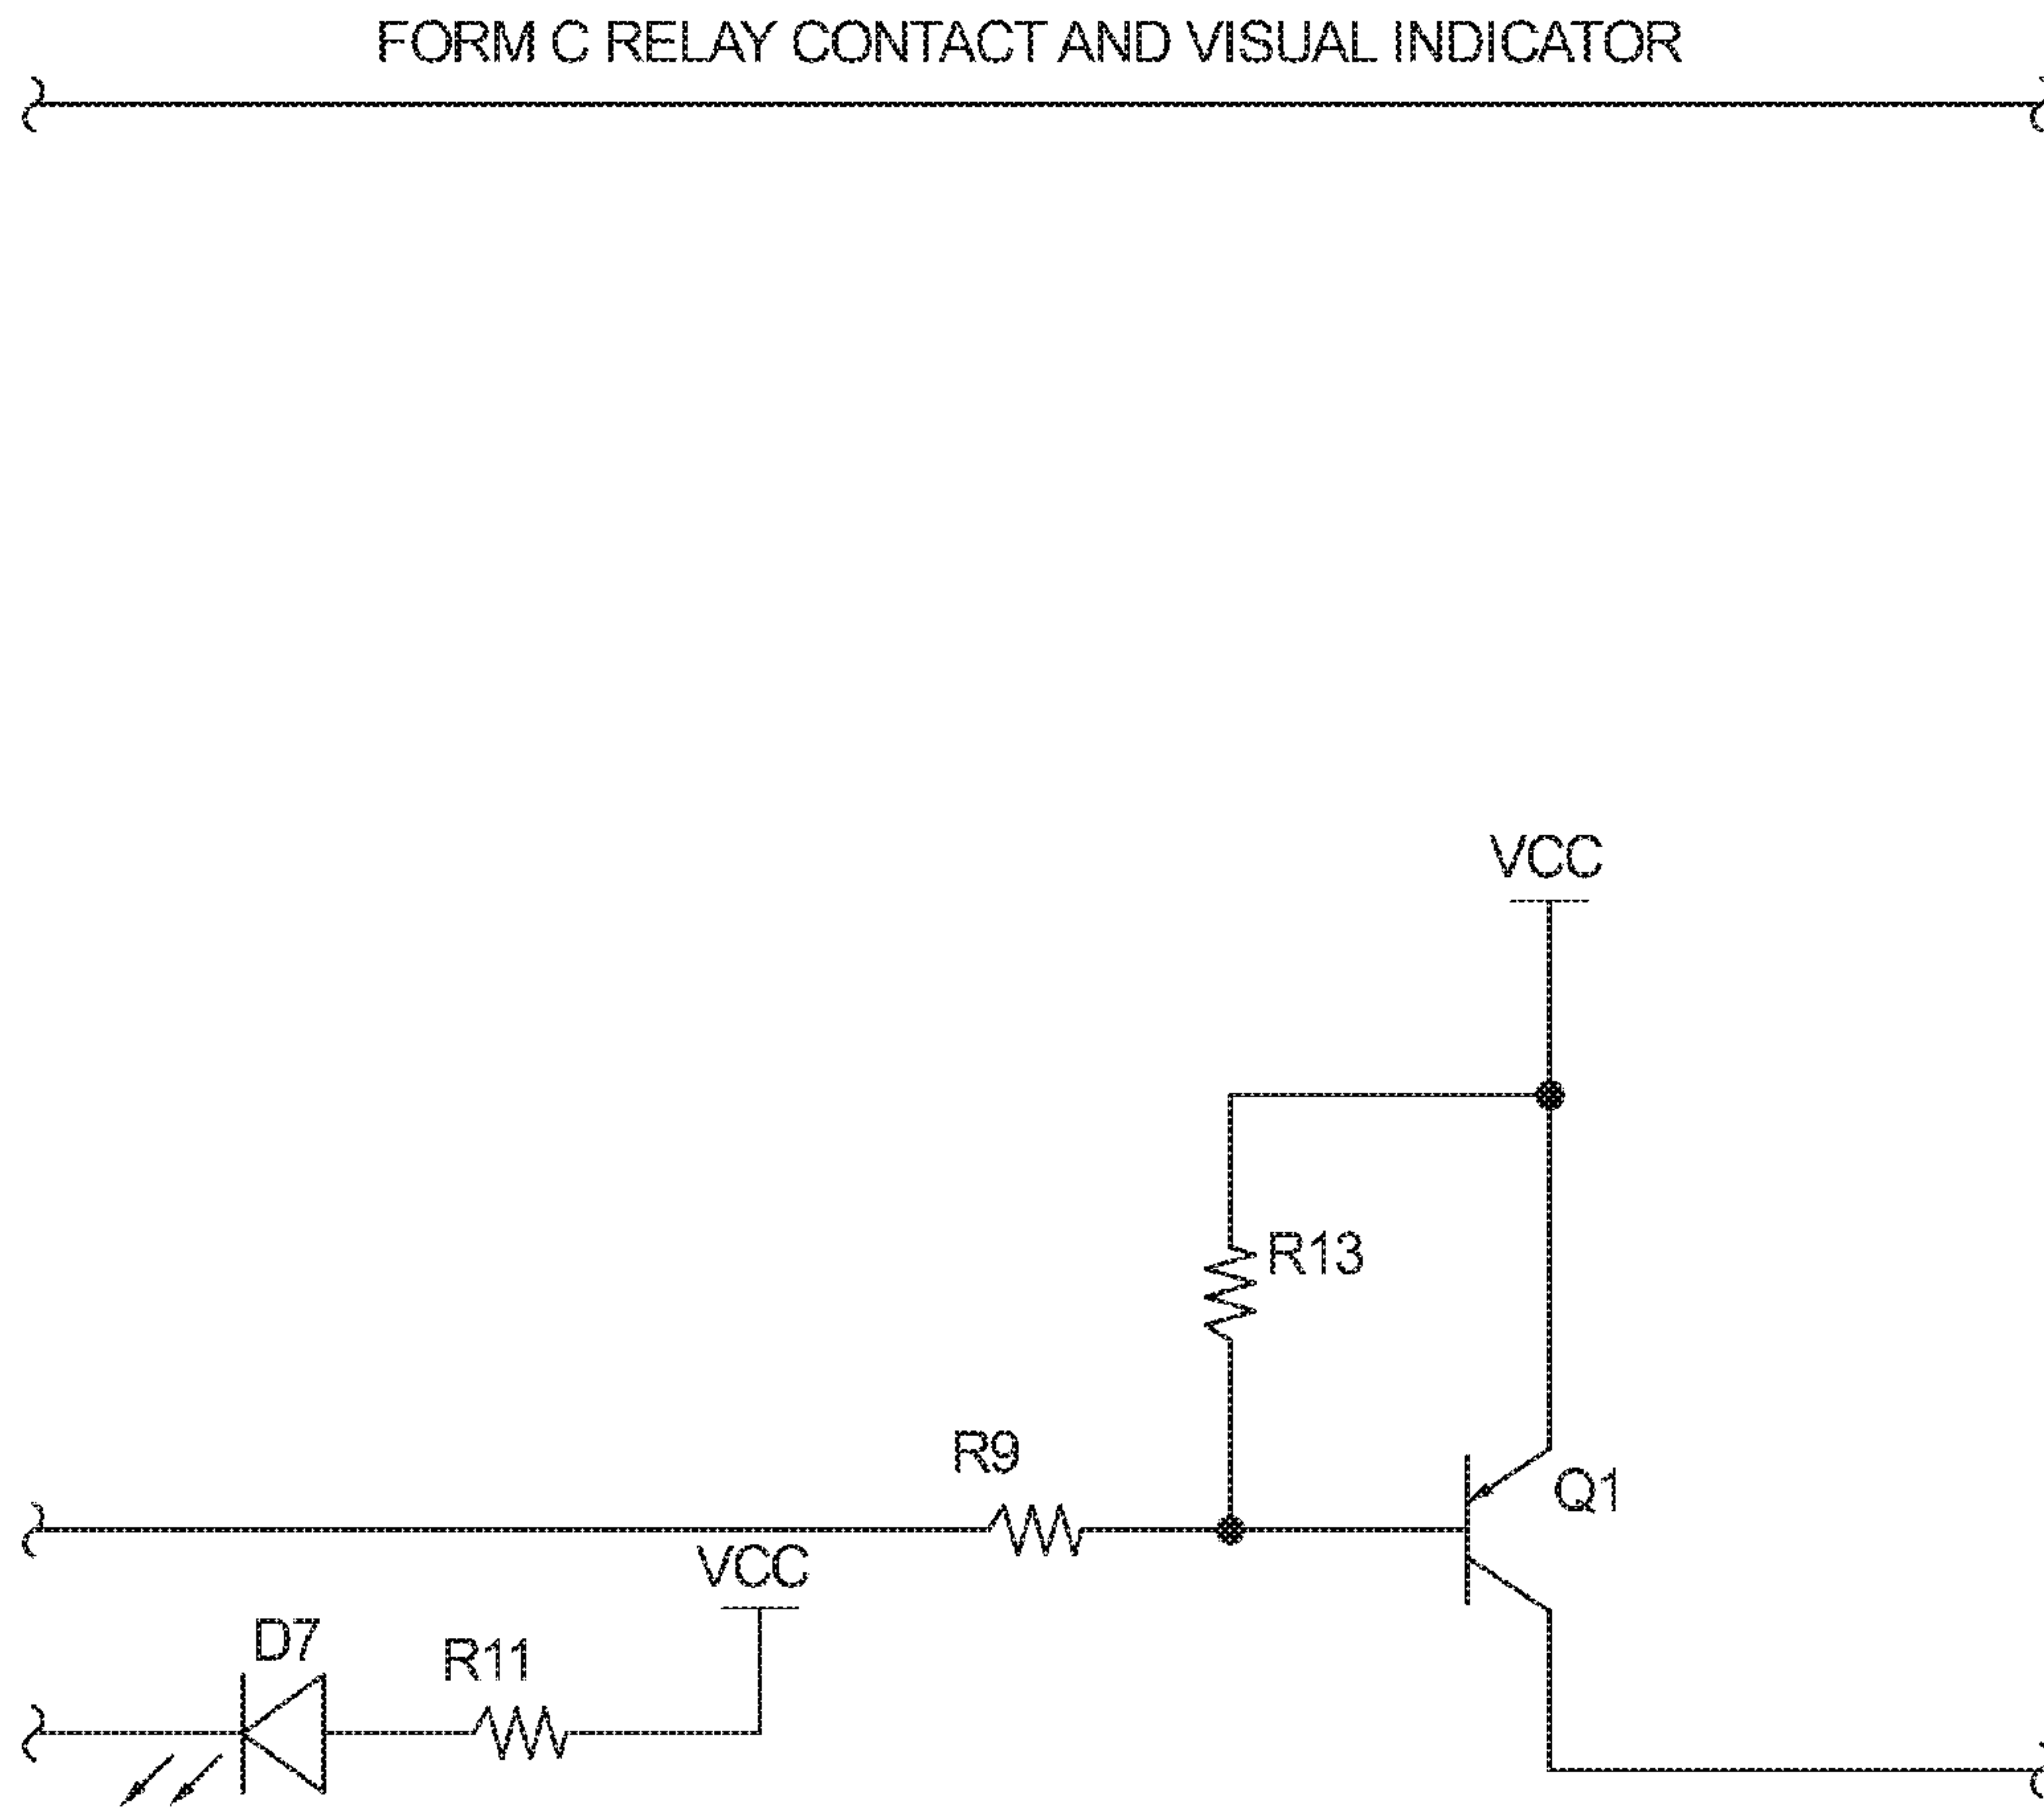 FORM C RELAY CONTACT AND VISUAL INDICATOR
VCC
R13
R9
Q1
VCC
D7
R11